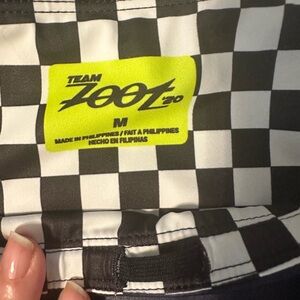 TEAM
ZOOT '20
M
MADE IN PHILIPPINES / FAIT A PHILIPPINES
HECHO EN FILIPINAS